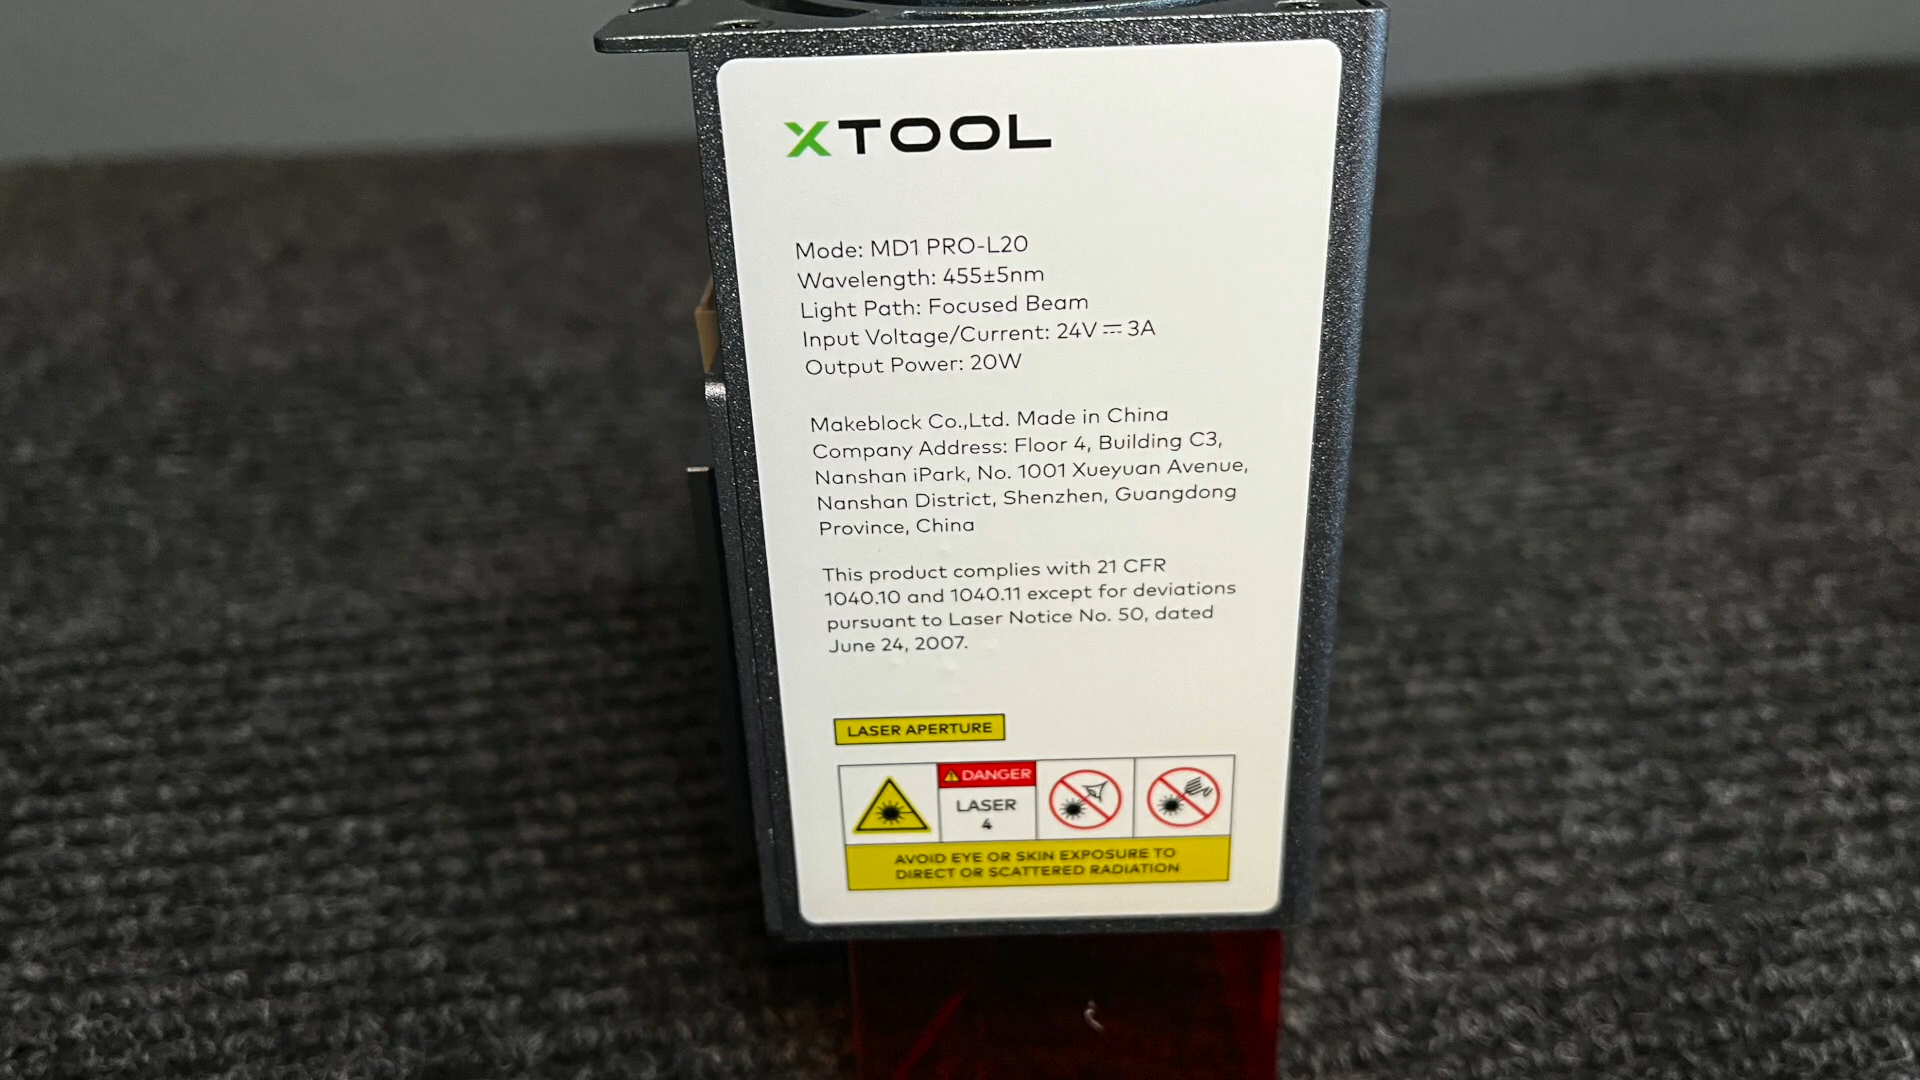 XTOOL
Mode: MD1 PRO-L20
Wavelength: 455±5nm
Light Path: Focused Beam
Input Voltage/Current: 24V⎓3A
Output Power: 20W
Makeblock Co.,Ltd. Made in China
Company Address: Floor 4, Building C3,
Nanshan iPark, No. 1001 Xueyuan Avenue,
Nanshan District, Shenzhen, Guangdong
Province, China
This product complies with 21 CFR
1040.10 and 1040.11 except for deviations
pursuant to Laser Notice No. 50, dated
June 24, 2007.
LASER APERTURE
DANGER
LASER
4
AVOID EYE OR SKIN EXPOSURE TO
DIRECT OR SCATTERED RADIATION